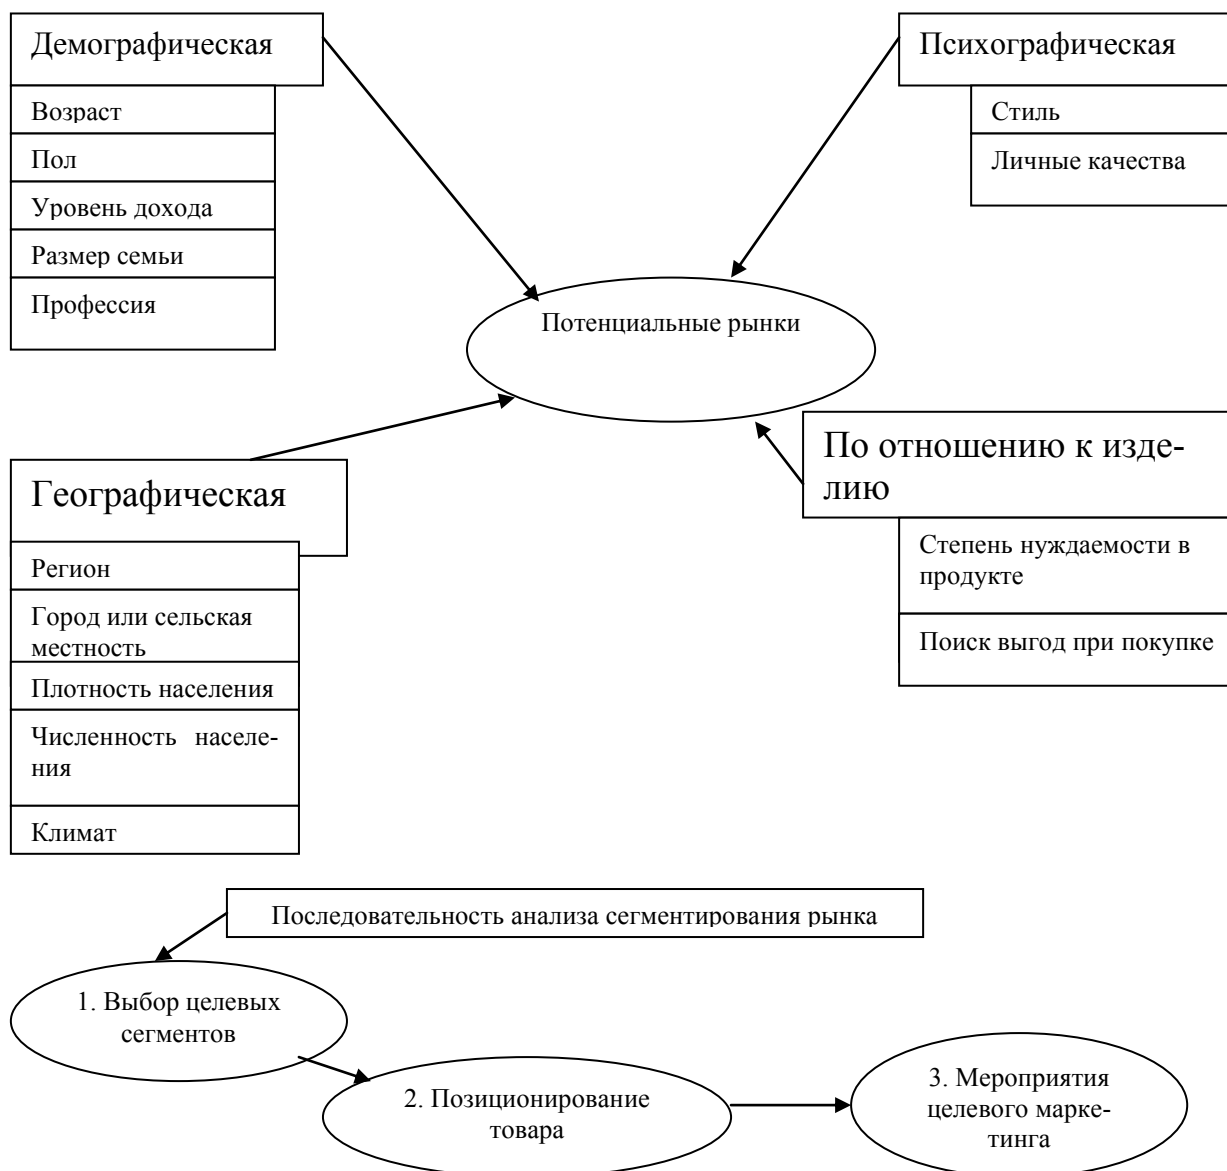 Демографическая
Возраст
Пол
Уровень дохода
Размер семьи
Профессия
Психографическая
Стиль
Личные качества
Потенциальные рынки
Географическая
Регион
Город или сельская
местность
Плотность населения
Численность населе-
ния
Климат
По отношению к изде-
лию
Степень нуждаемости в
продукте
Поиск выгод при покупке
Последовательность анализа сегментирования рынка
1. Выбор целевых
сегментов
2. Позиционирование
товара
3. Мероприятия
целевого марке-
тинга